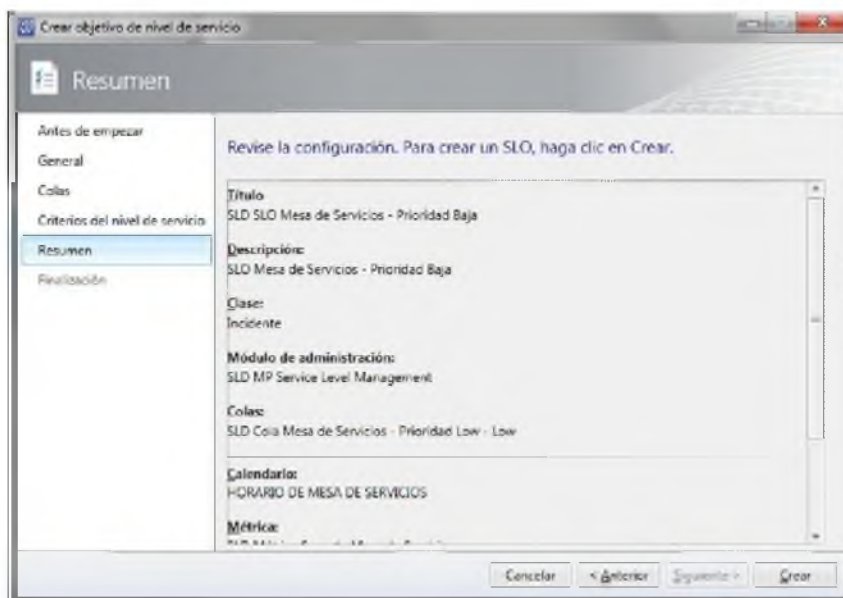 Crear objetivo de nivel de servicio
Resumen
Antes de empezar
General
Colas
Criterios del nivel de servicio
Resumen
Finalización
Revise la configuración. Para crear un SLO, haga clic en Crear.
Título
SLD SLO Mesa de Servicios - Prioridad Baja
Descripción:
SLO Mesa de Servicios - Prioridad Baja
Clase:
Incidente
Módulo de administración:
SLD MP Service Level Management
Colas:
SLD Cola Mesa de Servicios - Prioridad Low - Low
Calendario:
HORARIO DE MESA DE SERVICIOS
Métrica:
Cancelar
< Anterior
Siguiente >
Crear